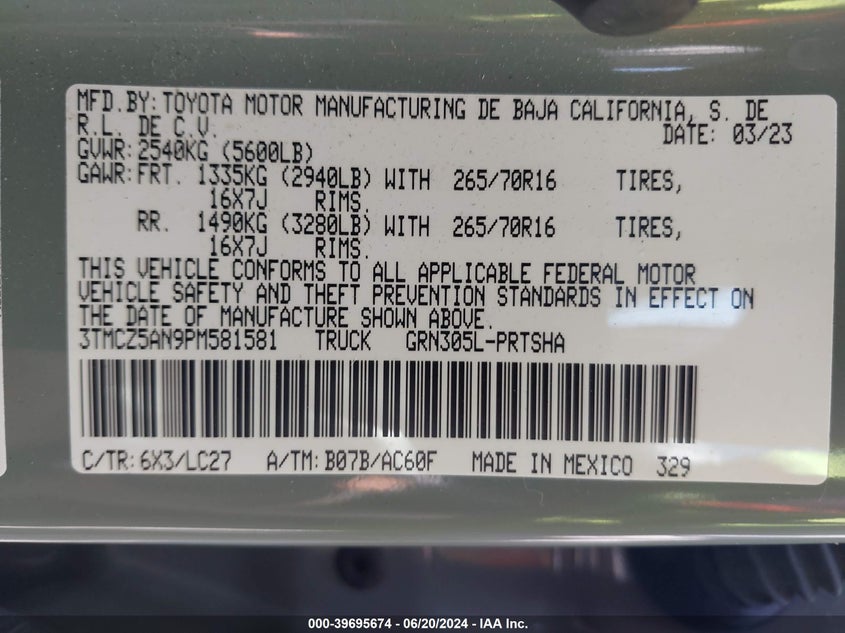 MFD.BY: TOYOTA MOTOR MANUFACTURING DE BAJA CALIFORNIA, S. DE
R.L. DE C.V. DATE: 03/23
GVWR: 2540KG (5600LB)
GAWR: FRT. 1335KG (2940LB) WITH 265/70R16 TIRES,
16X7J RIMS.
RR. 1490KG (3280LB) WITH 265/70R16 TIRES,
16X7J RIMS.
THIS VEHICLE CONFORMS TO ALL APPLICABLE FEDERAL MOTOR
VEHICLE SAFETY AND THEFT PREVENTION STANDARDS IN EFFECT ON
THE DATE OF MANUFACTURE SHOWN ABOVE.
3TMCZ5AN9PM581581 TRUCK GRN305L-PRTSHA
C/TR: 6X3/LC27 A/TM: B07B/AC60F MADE IN MEXICO 329
000-39695674 / 06/20/2024 - IAA Inc.